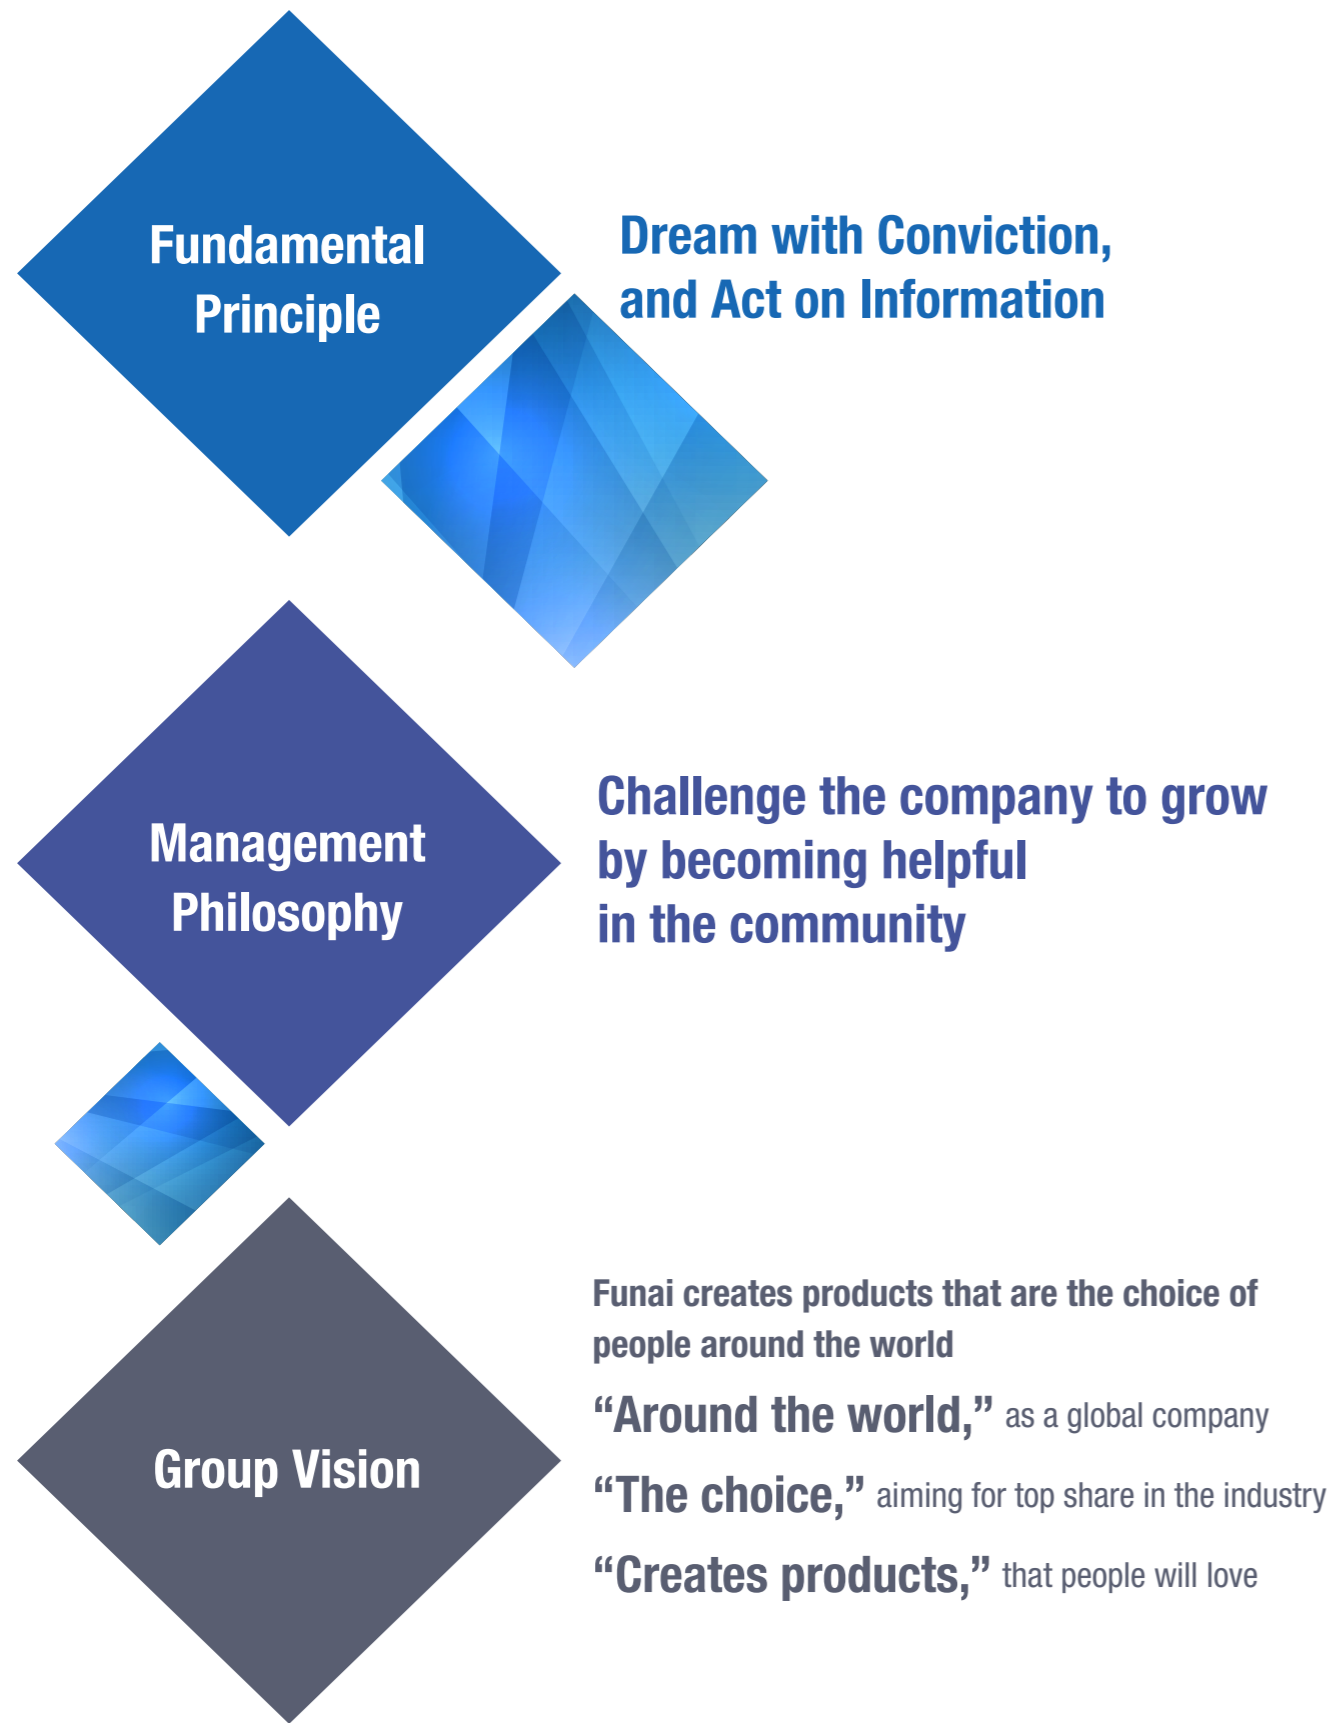 Fundamental
Principle
Dream with Conviction,
and Act on Information
Management
Philosophy
Challenge the company to grow
by becoming helpful
in the community
Group Vision
Funai creates products that are the choice of
people around the world
“Around the world,” as a global company
“The choice,” aiming for top share in the industry
“Creates products,” that people will love